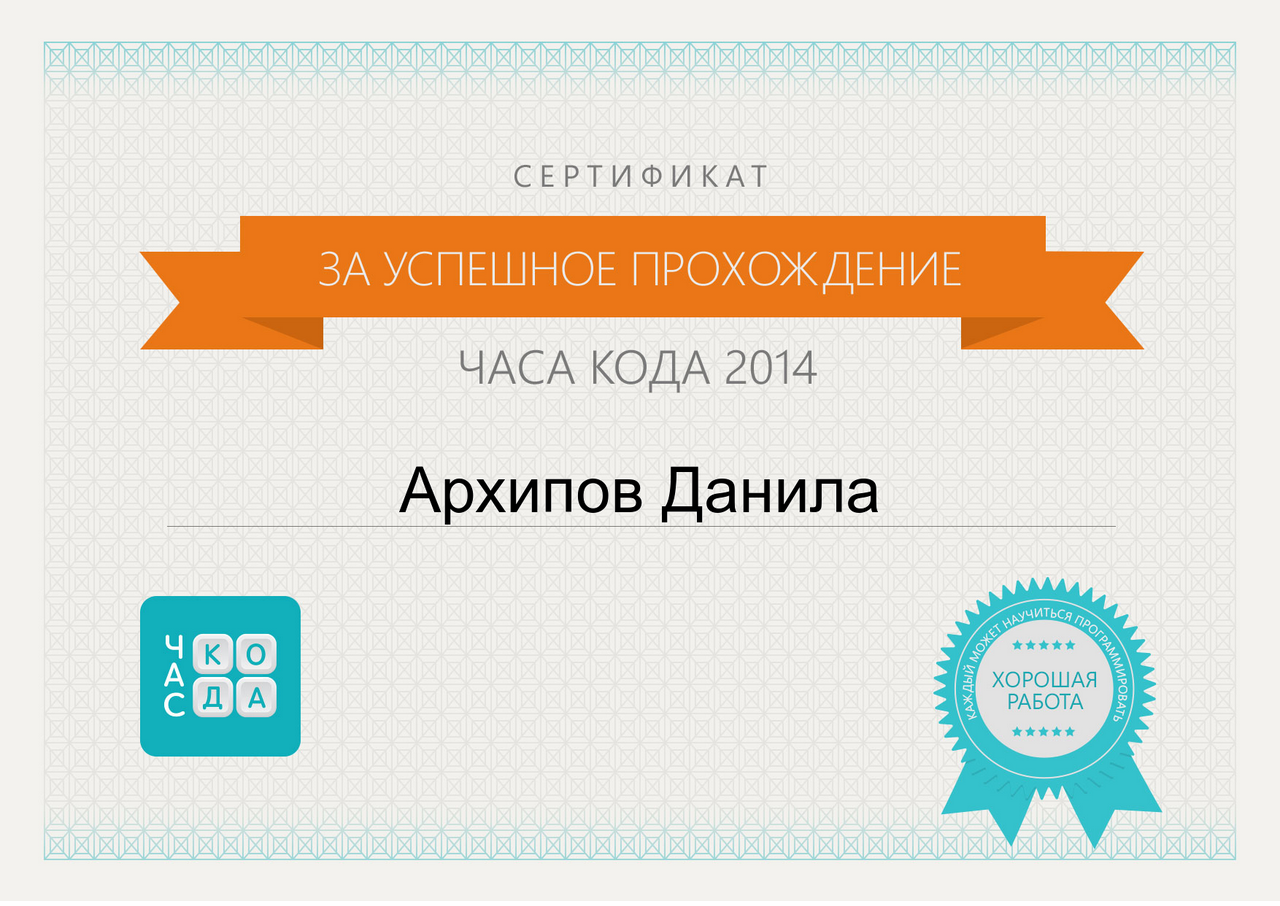 СЕРТИФИКАТ
ЗА УСПЕШНОЕ ПРОХОЖДЕНИЕ
ЧАСА КОДА 2014
Архипов Данила
ЧАС
КО
ДА
КАЖДЫЙ МОЖЕТ НАУЧИТЬСЯ ПРОГРАММИРОВАТЬ
ХОРОШАЯ
РАБОТА